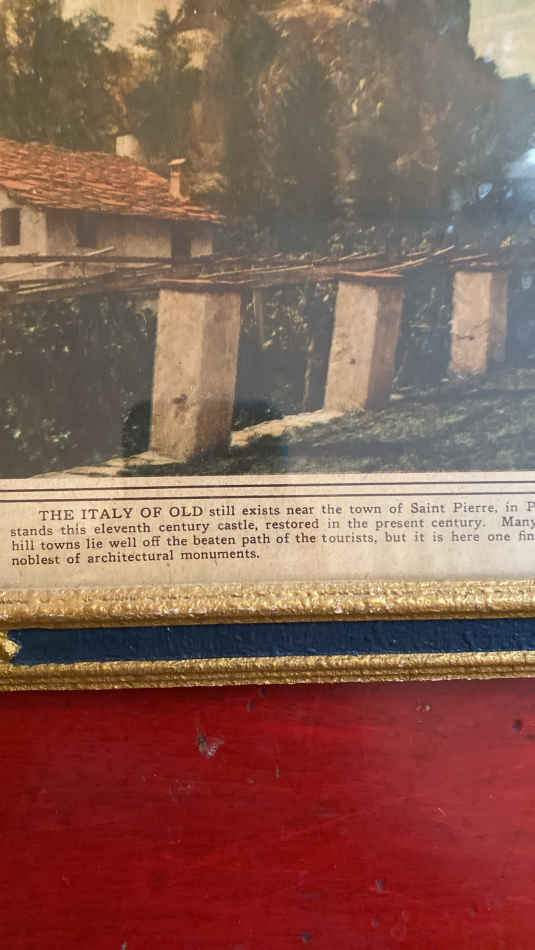 THE ITALY OF OLD still exists near the town of Saint Pierre, in P
stands this eleventh century castle, restored in the present century. Many
hill towns lie well off the beaten path of the tourists, but it is here one fin
noblest of architectural monuments.